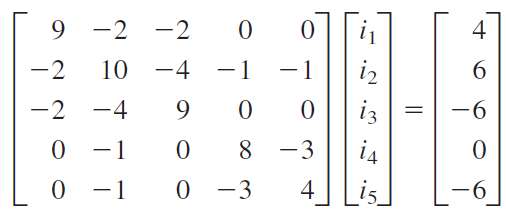 9 −2 −2 0 0 i1 4
−2 10 −4 −1 −1 i2 6
−2 −4 9 0 0 i3 = −6
0 −1 0 8 −3 i4 0
0 −1 0 −3 4 i5 −6